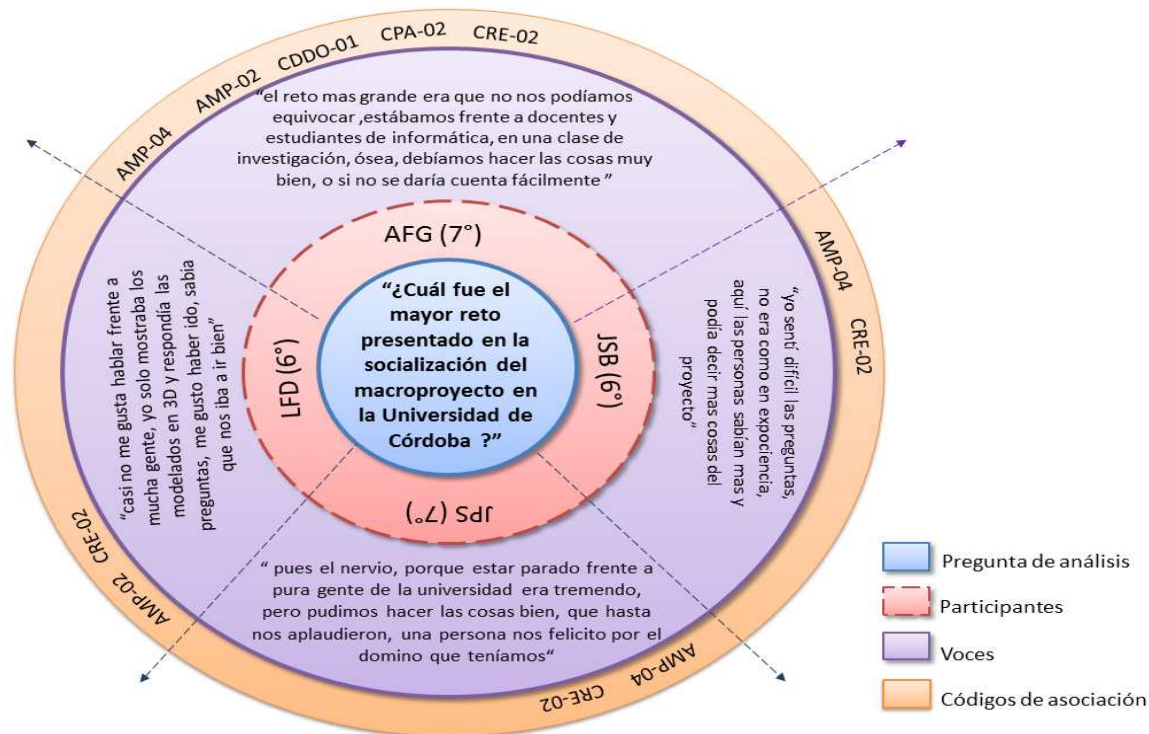 AMP-04
AMP-02
CDDO-01
CPA-02
CRE-02
“el reto mas grande era que no nos podíamos
equivocar ,estábamos frente a docentes y
estudiantes de informática, en una clase de
investigación, ósea, debíamos hacer las cosas muy
bien, o si no se daría cuenta fácilmente ”
AFG (7°)
“¿Cuál fue el
mayor reto
presentado en la
socialización del
macroproyecto en
la Universidad de
Córdoba ?”
JSB (6°)
“yo sentí difícil las preguntas,
no era como en expociencia,
aquí las personas sabían mas y
podía decir mas cosas del
proyecto”
AMP-04
CRE-02
JPS (7°)
“ pues el nervio, porque estar parado frente a
pura gente de la universidad era tremendo,
pero pudimos hacer las cosas bien, que hasta
nos aplaudieron, una persona nos felicito por el
domino que teníamos“
AMP-04
CRE-02
LFD (6°)
“casi no me gusta hablar frente a
mucha gente, yo solo mostraba los
modelados en 3D y respondía las
preguntas, me gusto haber ido, sabia
que nos iba a ir bien”
AMP-02
CRE-02
Pregunta de análisis
Participantes
Voces
Códigos de asociación